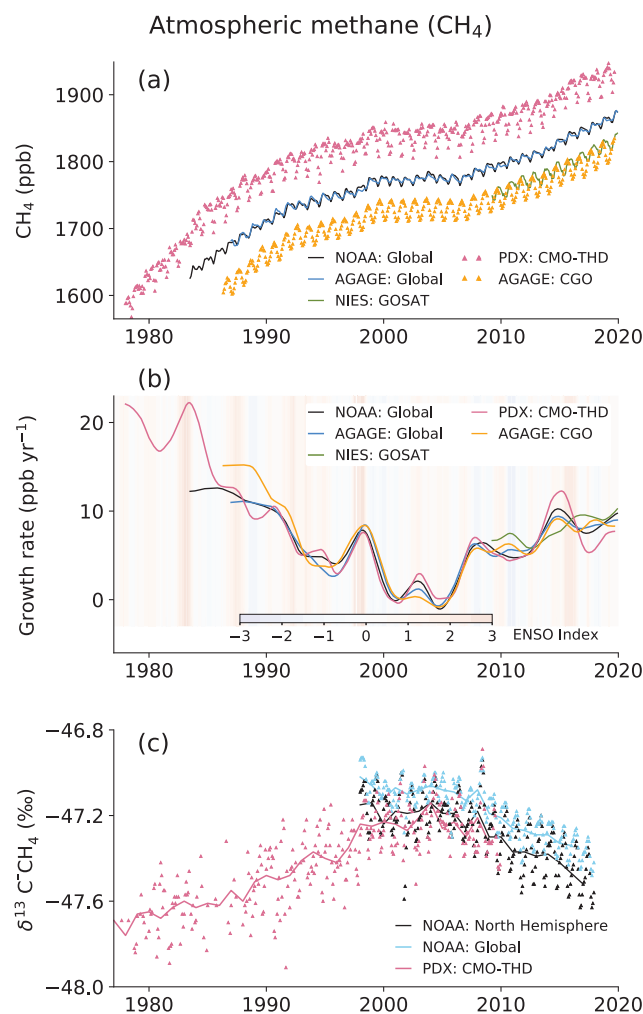 Atmospheric methane (CH₄)
(a)
CH₄ (ppb)
1900
1800
1700
1600
NOAA: Global
AGAGE: Global
NIES: GOSAT
PDX: CMO-THD
AGAGE: CGO
1980 1990 2000 2010 2020
(b)
Growth rate (ppb yr⁻¹)
20
10
0
NOAA: Global
AGAGE: Global
NIES: GOSAT
PDX: CMO-THD
AGAGE: CGO
−3 −2 −1 0 1 2 3 ENSO Index
1980 1990 2000 2010 2020
(c)
δ¹³ C⁻CH₄ (‰)
−46.8
−47.2
−47.6
−48.0
NOAA: North Hemisphere
NOAA: Global
PDX: CMO-THD
1980 1990 2000 2010 2020